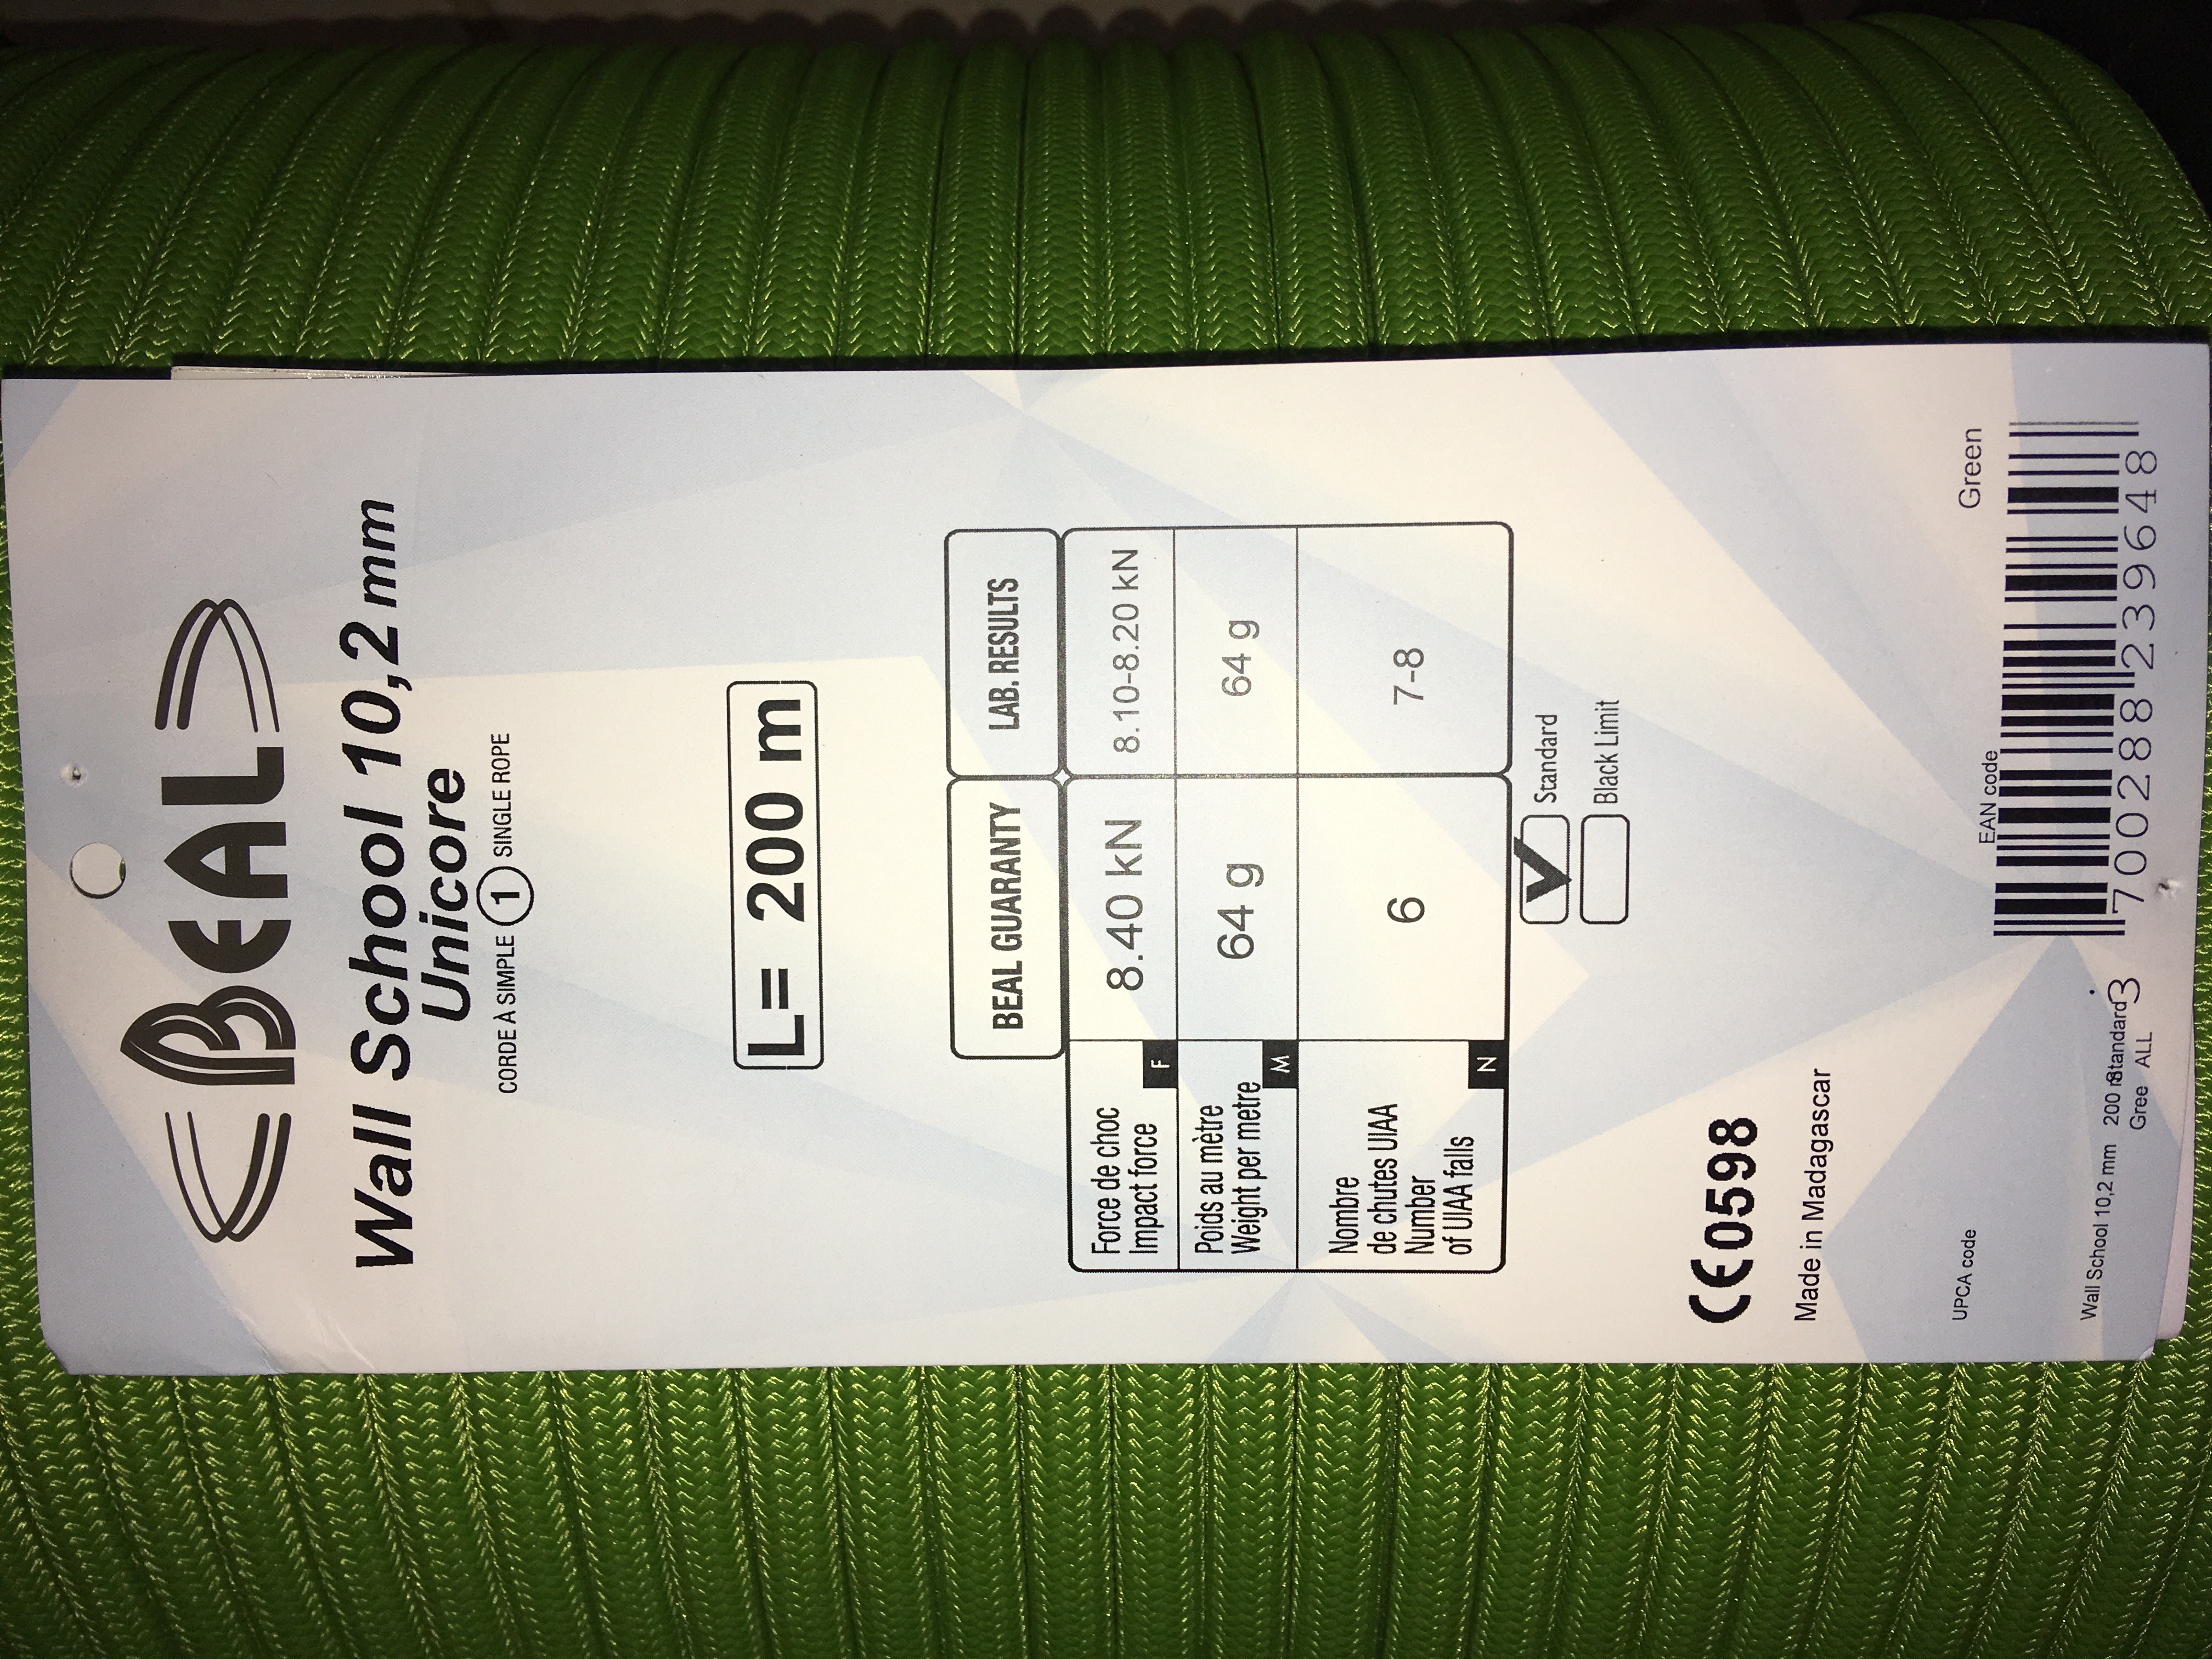 BEAL
Wall School 10,2 mm
Unicore
CORDE À SIMPLE 1 SINGLE ROPE
L= 200 m
BEAL GUARANTY LAB. RESULTS
Force de choc
Impact force
F 8.40 kN 8.10-8.20 kN
Poids au mètre
Weight per metre
M 64 g 64 g
Nombre
de chutes UIAA
Number
of UIAA falls
N 6 7-8
Standard
Black Limit
CE0598
Made in Madagascar
Green
UPCA code EAN code
Wall School 10,2 mm 200 Standard
Gree ALL
3 700288 239648